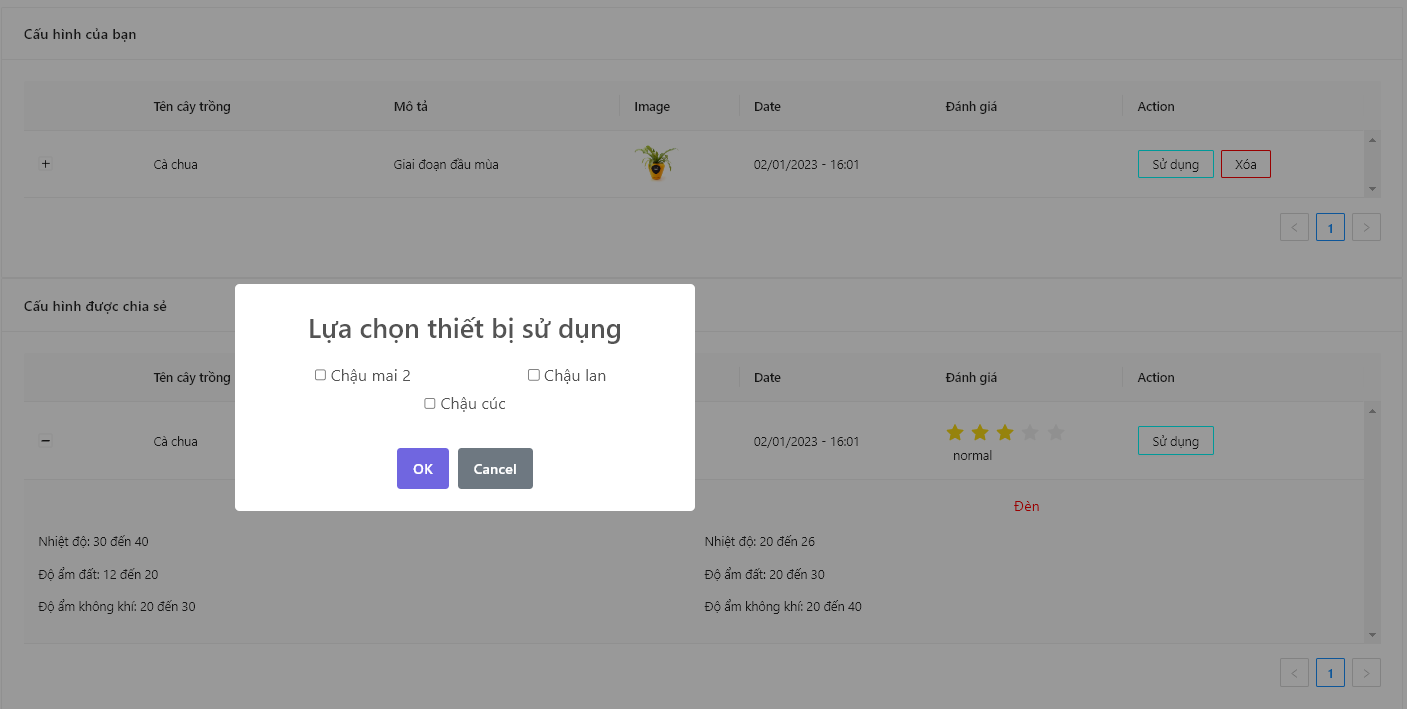 Cấu hình của bạn
Tên cây trồng Mô tả Image Date Đánh giá Action
+ Cà chua Giai đoạn đầu mùa 02/01/2023 - 16:01 Sử dụng Xóa
< 1 >
Cấu hình được chia sẻ
Lựa chọn thiết bị sử dụng
Chậu mai 2 Chậu lan
Chậu cúc
OK Cancel
Tên cây trồng Date Đánh giá Action
− Cà chua 02/01/2023 - 16:01 Sử dụng
normal
Đèn
Nhiệt độ: 30 đến 40 Nhiệt độ: 20 đến 26
Độ ẩm đất: 12 đến 20 Độ ẩm đất: 20 đến 30
Độ ẩm không khí: 20 đến 30 Độ ẩm không khí: 20 đến 40
< 1 >